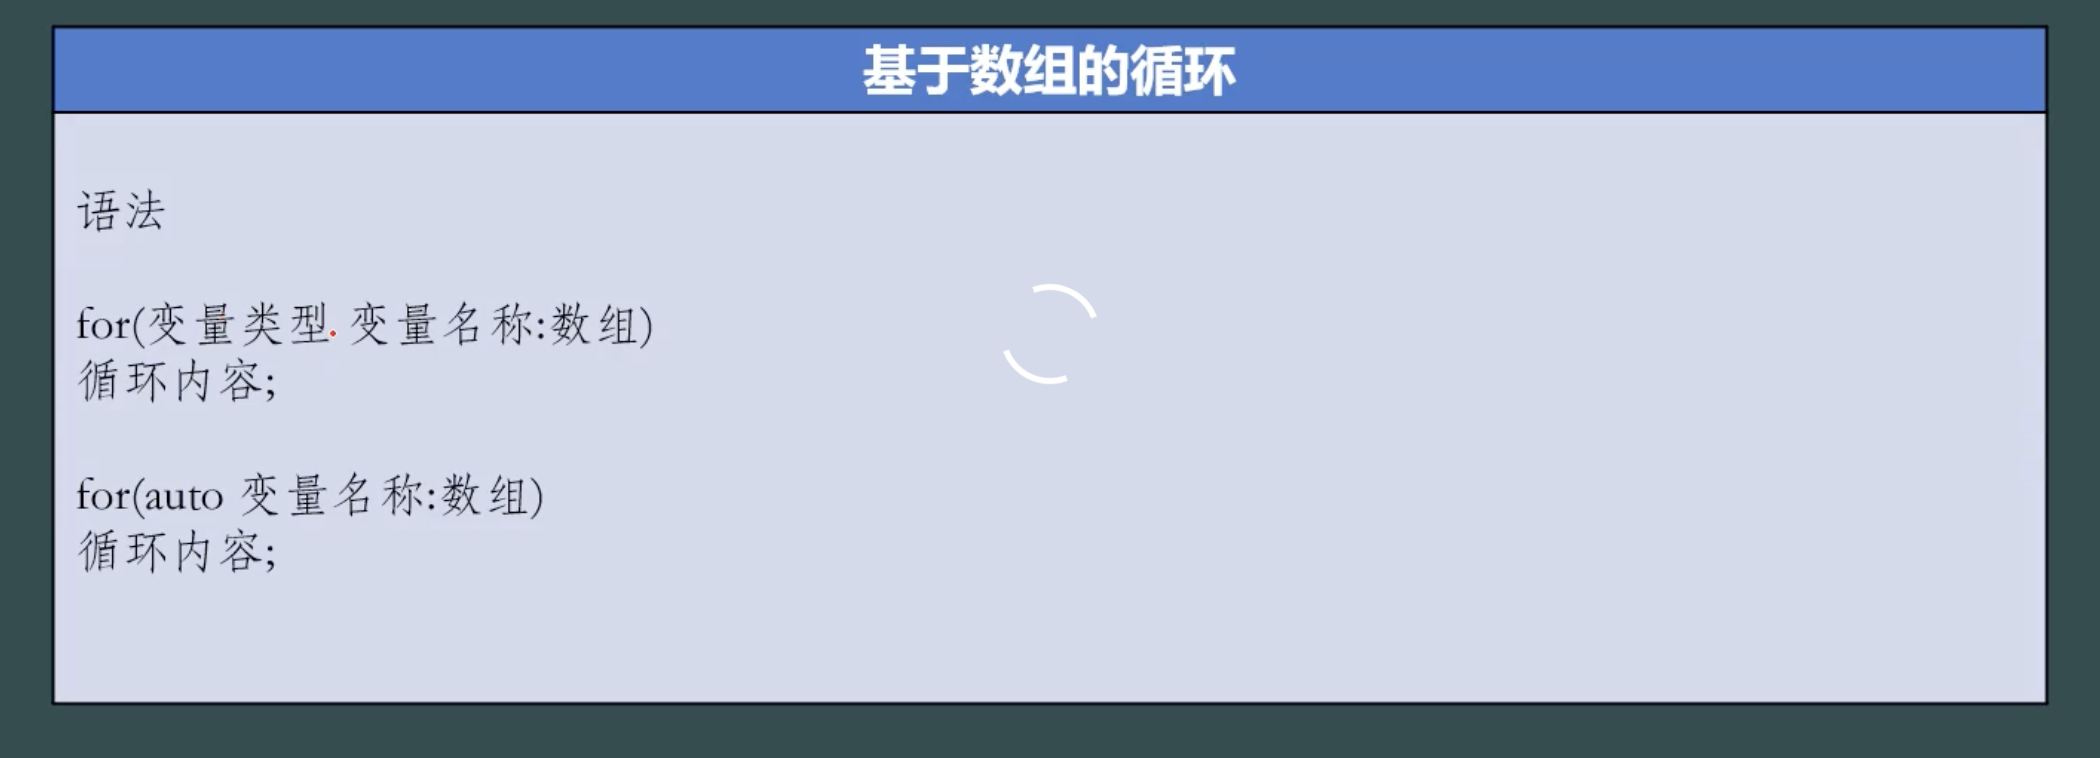 基于数组的循环
语法
for(变量类型 变量名称:数组)
循环内容;
for(auto 变量名称:数组)
循环内容;